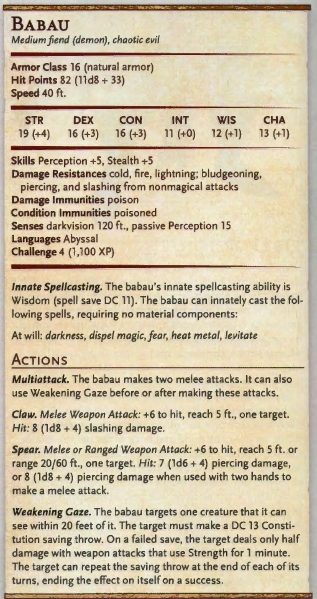 BABAU
Medium fiend (demon), chaotic evil
Armor Class 16 (natural armor)
Hit Points 82 (11d8 + 33)
Speed 40 ft.
STR DEX CON INT WIS CHA
19 (+4) 16 (+3) 16 (+3) 11 (+0) 12 (+1) 13 (+1)
Skills Perception +5, Stealth +5
Damage Resistances cold, fire, lightning; bludgeoning,
piercing, and slashing from nonmagical attacks
Damage Immunities poison
Condition Immunities poisoned
Senses darkvision 120 ft., passive Perception 15
Languages Abyssal
Challenge 4 (1,100 XP)
Innate Spellcasting. The babau's innate spellcasting ability is
Wisdom (spell save DC 11). The babau can innately cast the fol-
lowing spells, requiring no material components:
At will: darkness, dispel magic, fear, heat metal, levitate
ACTIONS
Multiattack. The babau makes two melee attacks. It can also
use Weakening Gaze before or after making these attacks.
Claw. Melee Weapon Attack: +6 to hit, reach 5 ft., one target.
Hit: 8 (1d8 + 4) slashing damage.
Spear. Melee or Ranged Weapon Attack: +6 to hit, reach 5 ft. or
range 20/60 ft., one target. Hit: 7 (1d6 + 4) piercing damage,
or 8 (1d8 + 4) piercing damage when used with two hands to
make a melee attack.
Weakening Gaze. The babau targets one creature that it can
see within 20 feet of it. The target must make a DC 13 Consti-
tution saving throw. On a failed save, the target deals only half
damage with weapon attacks that use Strength for 1 minute.
The target can repeat the saving throw at the end of each of its
turns, ending the effect on itself on a success.